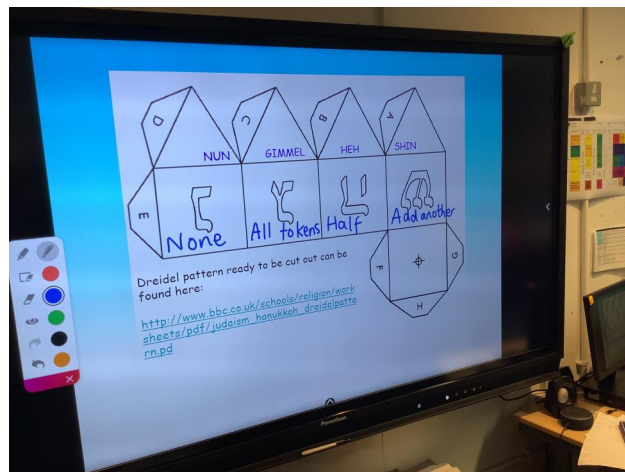 D
C
B
A
NUN
GIMMEL
HEH
SHIN
E
None
All tokens
Half
Add another
F
G
H
Dreidel pattern ready to be cut out can be
found here:
http://www.bbc.co.uk/schools/religion/work
sheets/pdf/judaism_hanukkah_dreidelpatte
rn.pd
Promethean